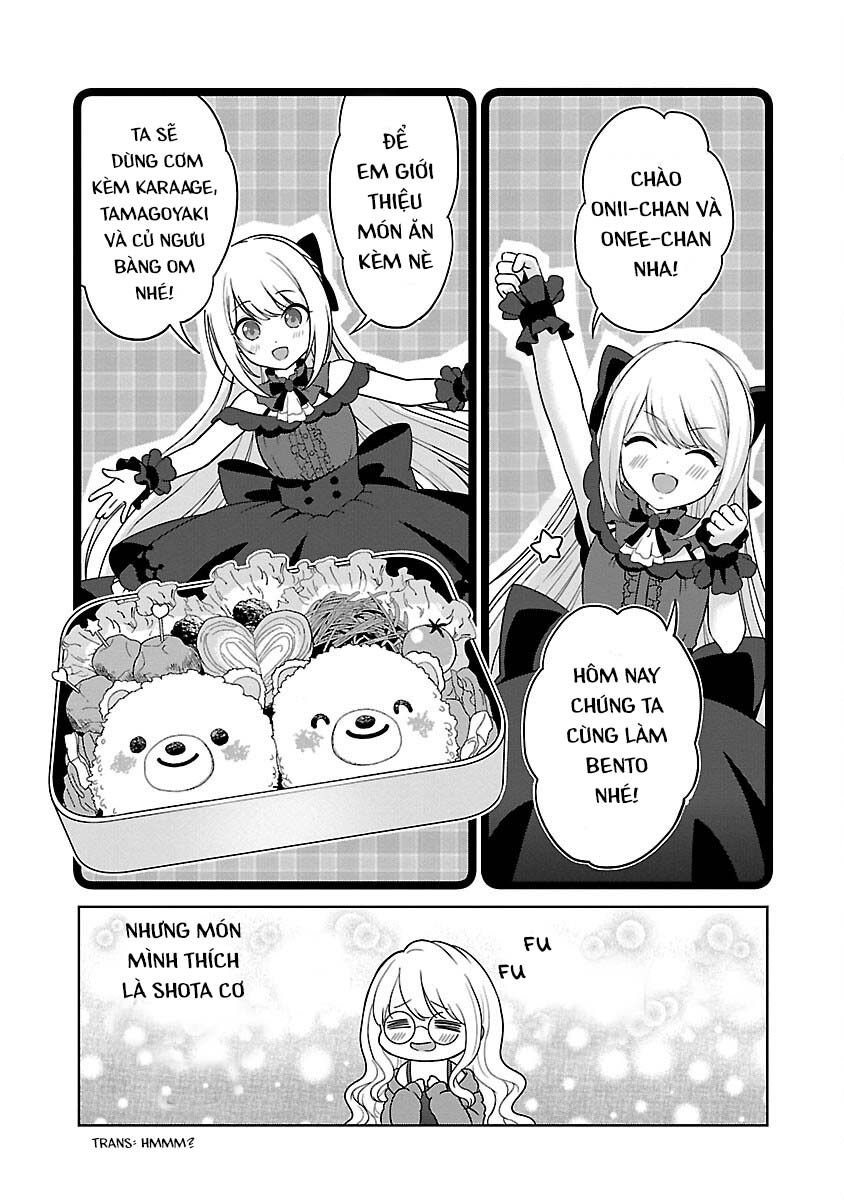 CHÀO
ONII-CHAN VÀ
ONEE-CHAN
NHA!
HÔM NAY
CHÚNG TA
CÙNG LÀM
BENTO
NHÉ!
ĐỂ
EM GIỚI
THIỆU
MÓN ĂN
KÈM NÈ
TA SẼ
DÙNG CƠM
KÈM KARAAGE,
TAMAGOYAKI
VÀ CỦ NGƯU
BÀNG OM
NHÉ!
FU
FU
NHƯNG MÓN
MÌNH THÍCH
LÀ SHOTA CƠ
TRANS: HMMM?